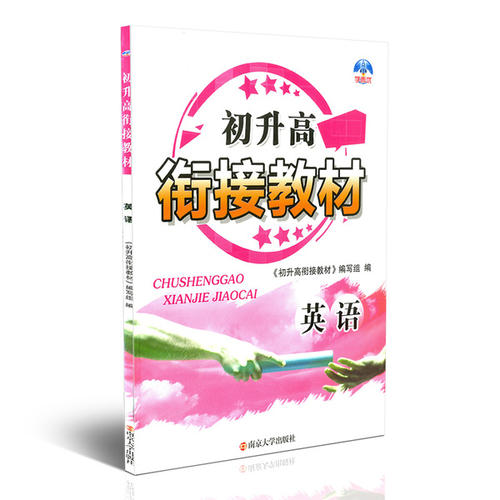 初升高
衔接教材
CHUSHENGGAO
XIANJIE JIAOCAI
《初升高衔接教材》编写组 编
英语
南京大学出版社
初升高衔接教材
英语
《初升高衔接教材》编写组 编